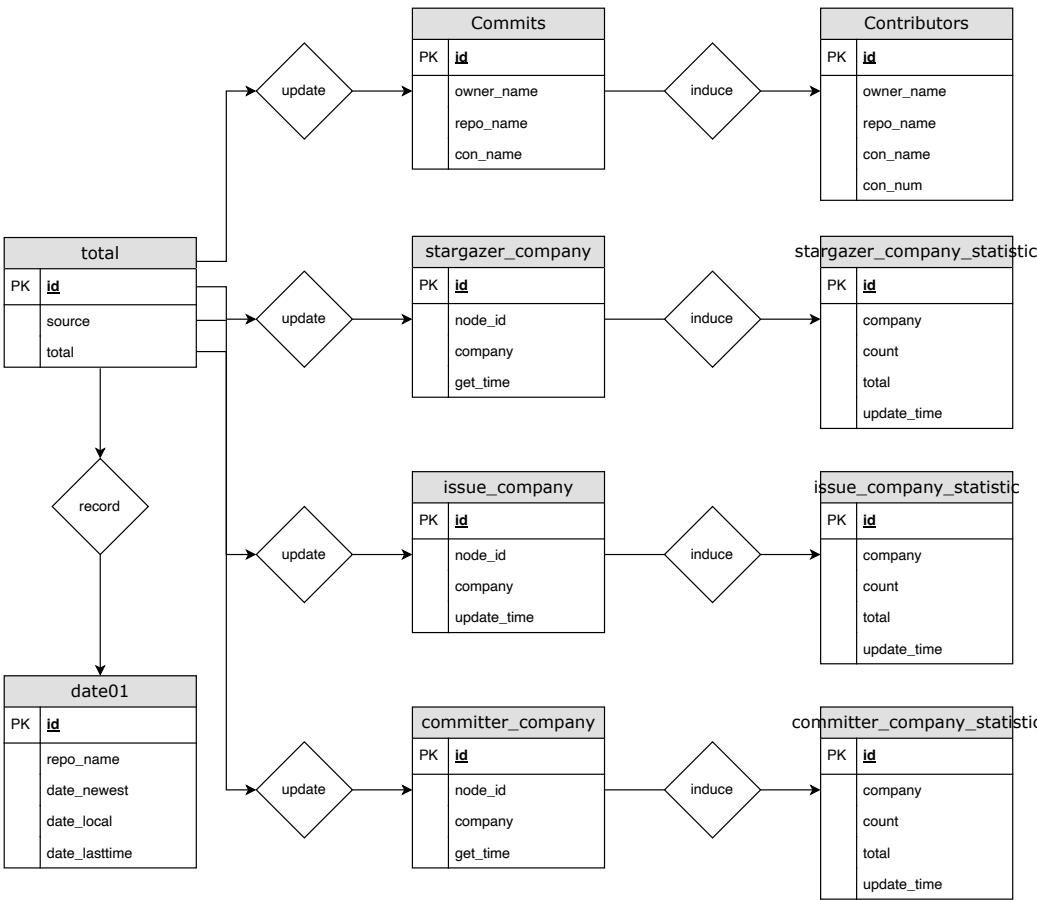 Commits
PK id
owner_name
repo_name
con_name
Contributors
PK id
owner_name
repo_name
con_name
con_num
update
induce
total
PK id
source
total
stargazer_company
PK id
node_id
company
get_time
stargazer_company_statistic
PK id
company
count
total
update_time
update
induce
record
issue_company
PK id
node_id
company
update_time
issue_company_statistic
PK id
company
count
total
update_time
update
induce
date01
PK id
repo_name
date_newest
date_local
date_lasttime
committer_company
PK id
node_id
company
get_time
committer_company_statistic
PK id
company
count
total
update_time
update
induce